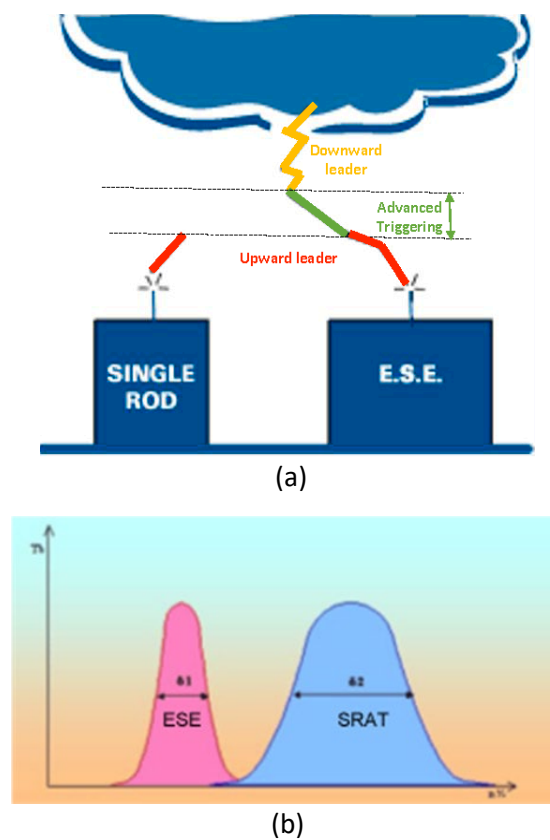 Downward
leader
Advanced
Triggering
Upward leader
SINGLE
ROD
E.S.E.
(a)
δ1
ESE
δ2
SRAT
(b)